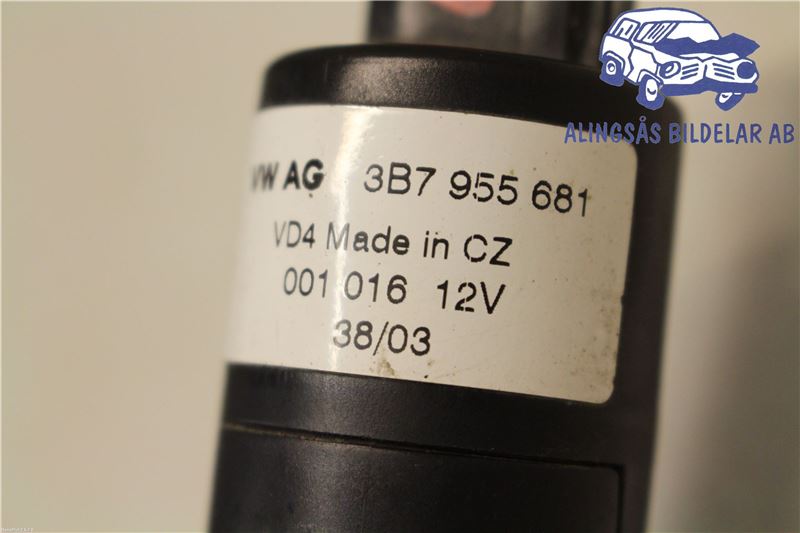 ALINGSÅS BILDELAR AB
VW AG 3B7 955 681
VD4 Made in CZ
001 016 12V
38/03